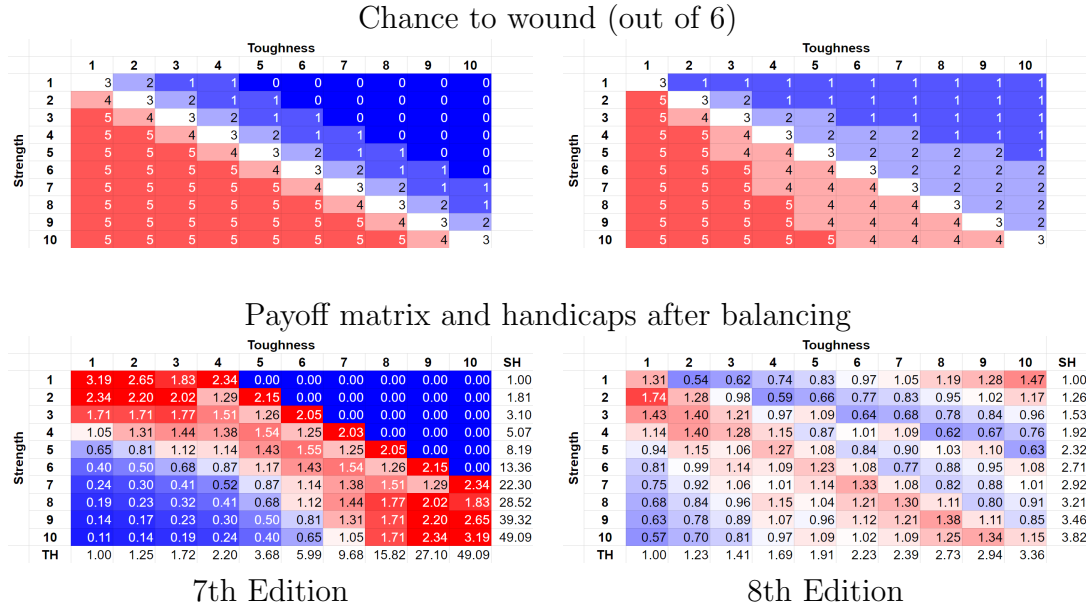 Chance to wound (out of 6)
Toughness
1 2 3 4 5 6 7 8 9 10
Strength
1 3 2 1 1 0 0 0 0 0 0
2 4 3 2 1 1 0 0 0 0 0
3 5 4 3 2 1 1 0 0 0 0
4 5 5 4 3 2 1 1 0 0 0
5 5 5 5 4 3 2 1 1 0 0
6 5 5 5 5 4 3 2 1 1 0
7 5 5 5 5 5 4 3 2 1 1
8 5 5 5 5 5 5 4 3 2 1
9 5 5 5 5 5 5 5 4 3 2
10 5 5 5 5 5 5 5 5 4 3
Toughness
1 2 3 4 5 6 7 8 9 10
Strength
1 3 1 1 1 1 1 1 1 1 1
2 5 3 2 1 1 1 1 1 1 1
3 5 4 3 2 2 1 1 1 1 1
4 5 5 4 3 2 2 2 1 1 1
5 5 5 4 4 3 2 2 2 2 1
6 5 5 5 4 4 3 2 2 2 2
7 5 5 5 4 4 4 3 2 2 2
8 5 5 5 5 4 4 4 3 2 2
9 5 5 5 5 4 4 4 4 3 2
10 5 5 5 5 5 4 4 4 4 3
Payoff matrix and handicaps after balancing
Toughness
1 2 3 4 5 6 7 8 9 10 SH
Strength
1 3.19 2.65 1.83 2.34 0.00 0.00 0.00 0.00 0.00 0.00 1.00
2 2.34 2.20 2.02 1.29 2.15 0.00 0.00 0.00 0.00 0.00 1.81
3 1.71 1.71 1.77 1.51 1.26 2.05 0.00 0.00 0.00 0.00 3.10
4 1.05 1.31 1.44 1.38 1.54 1.25 2.03 0.00 0.00 0.00 5.07
5 0.65 0.81 1.12 1.14 1.43 1.55 1.25 2.05 0.00 0.00 8.19
6 0.40 0.50 0.68 0.87 1.17 1.43 1.54 1.26 2.15 0.00 13.36
7 0.24 0.30 0.41 0.52 0.87 1.14 1.38 1.51 1.29 2.34 22.30
8 0.19 0.23 0.32 0.41 0.68 1.12 1.44 1.77 2.02 1.83 28.52
9 0.14 0.17 0.23 0.30 0.50 0.81 1.31 1.71 2.20 2.65 39.32
10 0.11 0.14 0.19 0.24 0.40 0.65 1.05 1.71 2.34 3.19 49.09
TH 1.00 1.25 1.72 2.20 3.68 5.99 9.68 15.82 27.10 49.09
7th Edition
Toughness
1 2 3 4 5 6 7 8 9 10 SH
Strength
1 1.31 0.54 0.62 0.74 0.83 0.97 1.05 1.19 1.28 1.47 1.00
2 1.74 1.28 0.98 0.59 0.66 0.77 0.83 0.95 1.02 1.17 1.26
3 1.43 1.40 1.21 0.97 1.09 0.64 0.68 0.78 0.84 0.96 1.53
4 1.14 1.40 1.28 1.15 0.87 1.01 1.09 0.62 0.67 0.76 1.92
5 0.94 1.15 1.06 1.27 1.08 0.84 0.90 1.03 1.10 0.63 2.32
6 0.81 0.99 1.14 1.09 1.23 1.08 0.77 0.88 0.95 1.08 2.71
7 0.75 0.92 1.06 1.01 1.14 1.33 1.08 0.82 0.88 1.01 2.92
8 0.68 0.84 0.96 1.15 1.04 1.21 1.30 1.11 0.80 0.91 3.21
9 0.63 0.78 0.89 1.07 0.96 1.12 1.21 1.38 1.11 0.85 3.46
10 0.57 0.70 0.81 0.97 1.09 1.02 1.09 1.25 1.34 1.15 3.82
TH 1.00 1.23 1.41 1.69 1.91 2.23 2.39 2.73 2.94 3.36
8th Edition